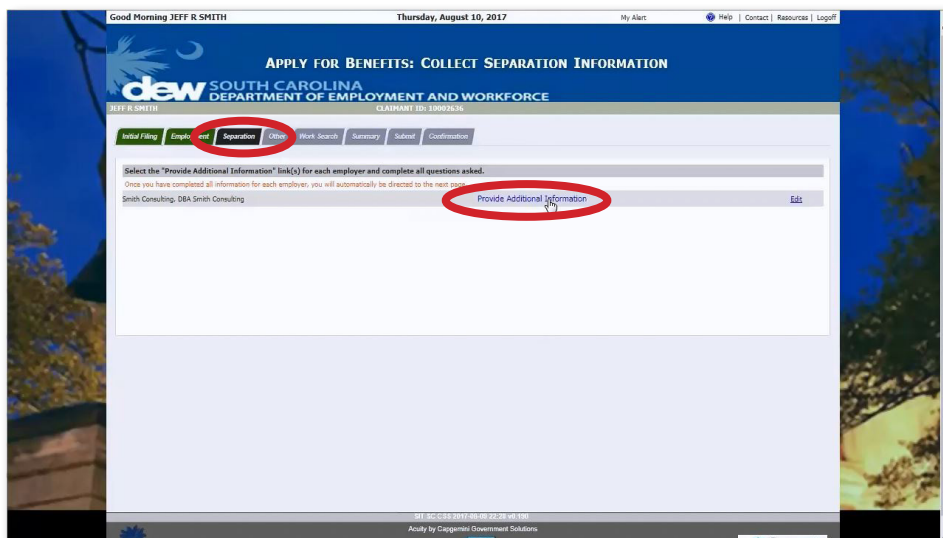 Good Morning JEFF R SMITH Thursday, August 10, 2017 My Alert Help | Contact | Resources | Logoff
APPLY FOR BENEFITS: COLLECT SEPARATION INFORMATION
dew SOUTH CAROLINA
DEPARTMENT OF EMPLOYMENT AND WORKFORCE
JEFF R SMITH CLAIMANT ID: 10002636
Initial Filing Employment Separation Other Work Search Summary Submit Confirmation
Select the "Provide Additional Information" link(s) for each employer and complete all questions asked.
Once you have completed all information for each employer, you will automatically be directed to the next page.
Smith Consulting, DBA Smith Consulting Provide Additional Information Edit
Acuity by Capgemini Government Solutions